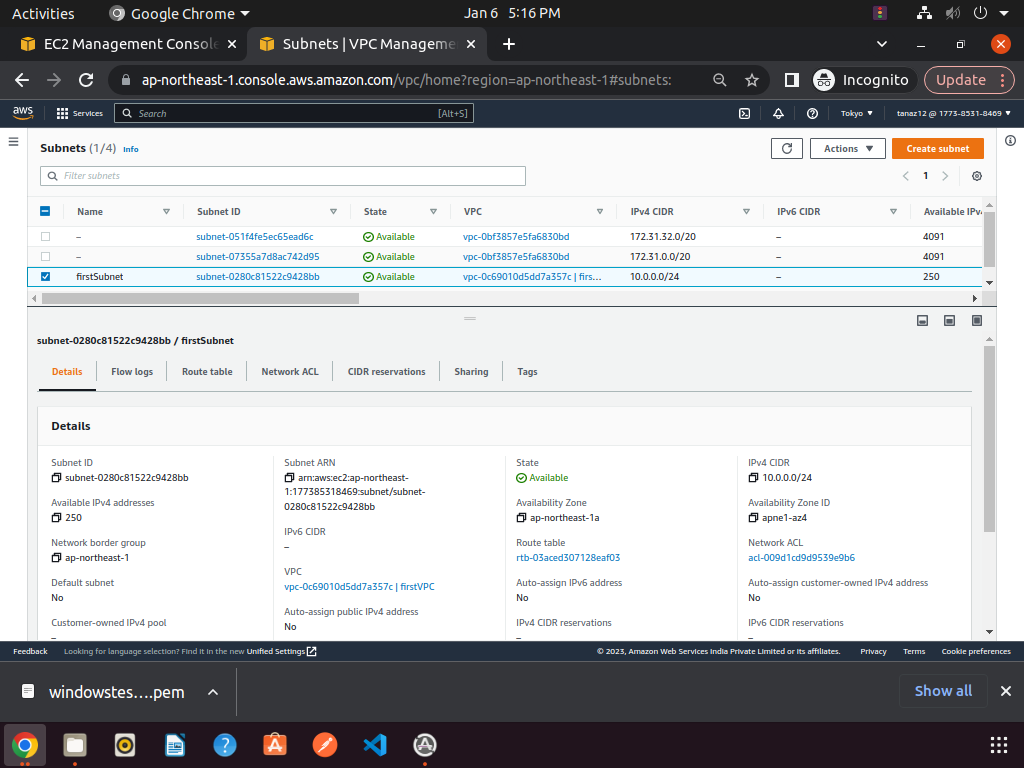 Activities
Google Chrome
Jan 6 5:16 PM
EC2 Management Console
Subnets | VPC Manageme
ap-northeast-1.console.aws.amazon.com/vpc/home?region=ap-northeast-1#subnets:
Incognito
Update
aws
Services
Search
[Alt+S]
Tokyo
tanaz12 @ 1773-8531-8469
Subnets (1/4) Info
Actions
Create subnet
Filter subnets
1
Name
Subnet ID
State
VPC
IPv4 CIDR
IPv6 CIDR
Available IPv
– subnet-051f4fe5ec65ead6c Available vpc-0bf3857e5fa6830bd 172.31.32.0/20 – 4091
– subnet-07355a7d8ac742d95 Available vpc-0bf3857e5fa6830bd 172.31.0.0/20 – 4091
firstSubnet subnet-0280c81522c9428bb Available vpc-0c69010d5dd7a357c | firs... 10.0.0.0/24 – 250
subnet-0280c81522c9428bb / firstSubnet
Details
Flow logs
Route table
Network ACL
CIDR reservations
Sharing
Tags
Details
Subnet ID
subnet-0280c81522c9428bb
Available IPv4 addresses
250
Network border group
ap-northeast-1
Default subnet
No
Customer-owned IPv4 pool
–
Subnet ARN
arn:aws:ec2:ap-northeast-
1:177385318469:subnet/subnet-
0280c81522c9428bb
IPv6 CIDR
–
VPC
vpc-0c69010d5dd7a357c | firstVPC
Auto-assign public IPv4 address
No
State
Available
Availability Zone
ap-northeast-1a
Route table
rtb-03aced307128eaf03
Auto-assign IPv6 address
No
IPv4 CIDR reservations
–
IPv4 CIDR
10.0.0.0/24
Availability Zone ID
apne1-az4
Network ACL
acl-009d1cd9d9539e9b6
Auto-assign customer-owned IPv4 address
No
IPv6 CIDR reservations
–
Feedback
Looking for language selection? Find it in the new Unified Settings
© 2023, Amazon Web Services India Private Limited or its affiliates.
Privacy
Terms
Cookie preferences
windowstes....pem
Show all